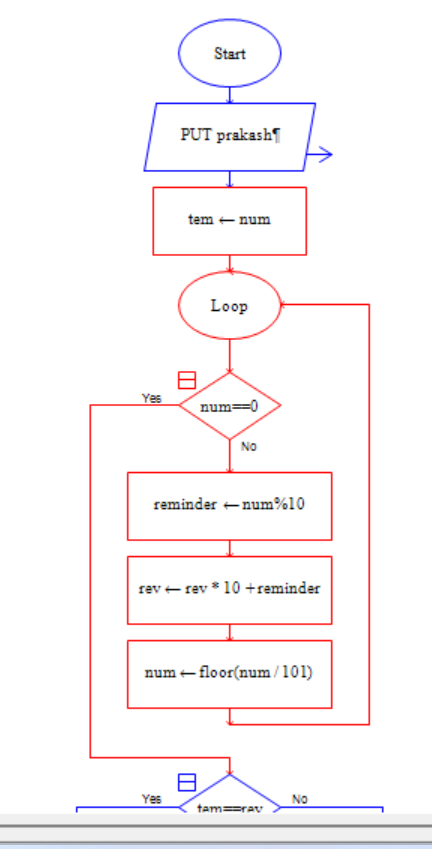 Start
PUT prakash¶
tem ← num
Loop
Yes
num==0
No
reminder ← num%10
rev ← rev * 10 + reminder
num ← floor(num / 101)
Yes
No
tem==rev